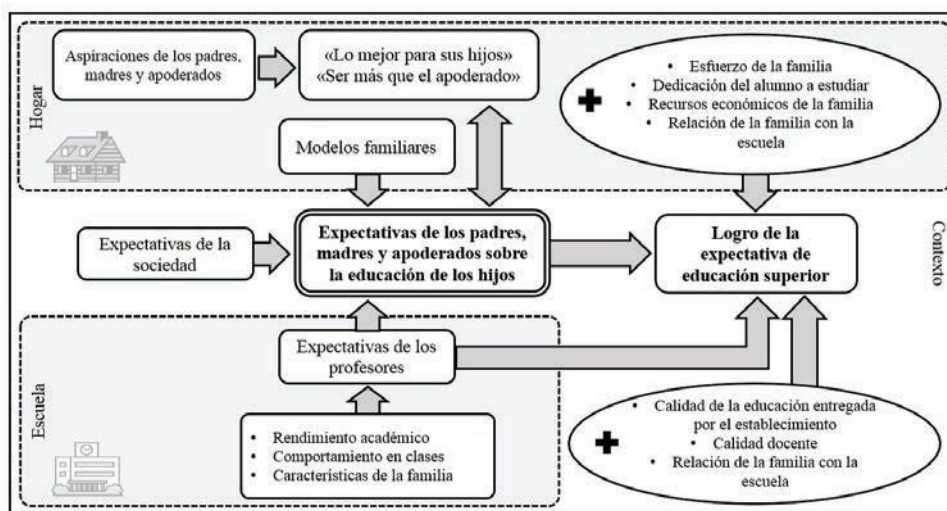 Aspiraciones de los padres,
madres y apoderados
«Lo mejor para sus hijos»
«Ser más que el apoderado»
• Esfuerzo de la familia
• Dedicación del alumno a estudiar
• Recursos económicos de la familia
• Relación de la familia con la
escuela
Hogar
Modelos familiares
Expectativas de la
sociedad
Expectativas de los padres,
madres y apoderados sobre
la educación de los hijos
Logro de la
expectativa de
educación superior
Contexto
Expectativas de los
profesores
Escuela
• Rendimiento académico
• Comportamiento en clases
• Características de la familia
• Calidad de la educación entregada
por el establecimiento
• Calidad docente
• Relación de la familia con la
escuela